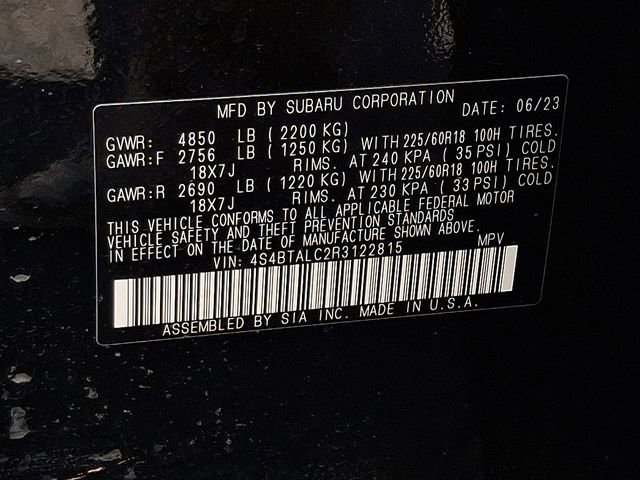 MFD BY SUBARU CORPORATION DATE: 06/23
GVWR: 4850 LB (2200 KG)
GAWR:F 2756 LB (1250 KG) WITH 225/60R18 100H TIRES.
18X7J RIMS. AT 240 KPA (35 PSI) COLD
GAWR:R 2690 LB (1220 KG) WITH 225/60R18 100H TIRES.
18X7J RIMS. AT 230 KPA (33 PSI) COLD
THIS VEHICLE CONFORMS TO ALL APPLICABLE FEDERAL MOTOR
VEHICLE SAFETY AND THEFT PREVENTION STANDARDS
IN EFFECT ON THE DATE OF MANUFACTURE SHOWN ABOVE.
VIN: 4S4BTALC2R3122815 MPV
ASSEMBLED BY SIA INC. MADE IN U.S.A.